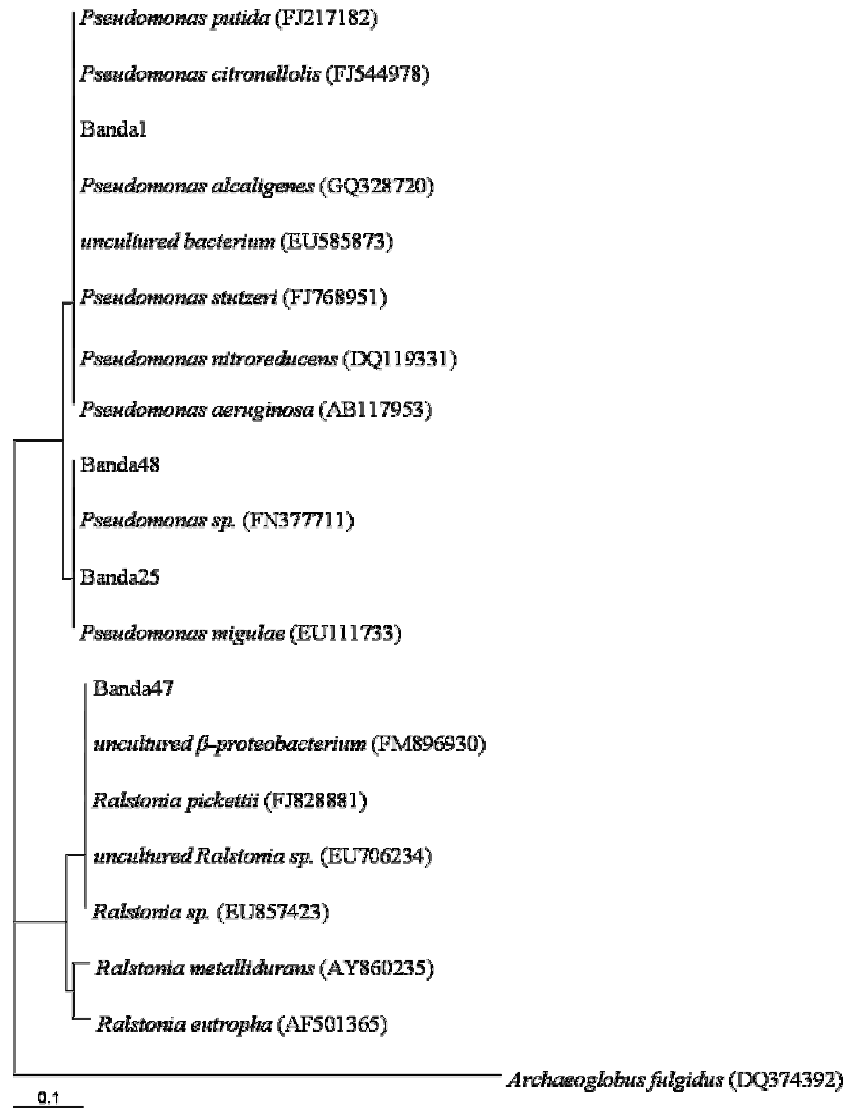 Pseudomonas putida (FJ217182)
Pseudomonas citronellolis (FJ544978)
Banda1
Pseudomonas alcaligenes (GQ328720)
uncultured bacterium (EU585873)
Pseudomonas stutzeri (FJ768951)
Pseudomonas nitroreducens (DQ119331)
Pseudomonas aeruginosa (AB117953)
Banda48
Pseudomonas sp. (FN377711)
Banda25
Pseudomonas migulae (EU111733)
Banda47
uncultured β-proteobacterium (FM896930)
Ralstonia pickettii (FJ828881)
uncultured Ralstonia sp. (EU706234)
Ralstonia sp. (EU857423)
Ralstonia metallidurans (AY860235)
Ralstonia eutropha (AF501365)
Archaeoglobus fulgidus (DQ374392)
0.1